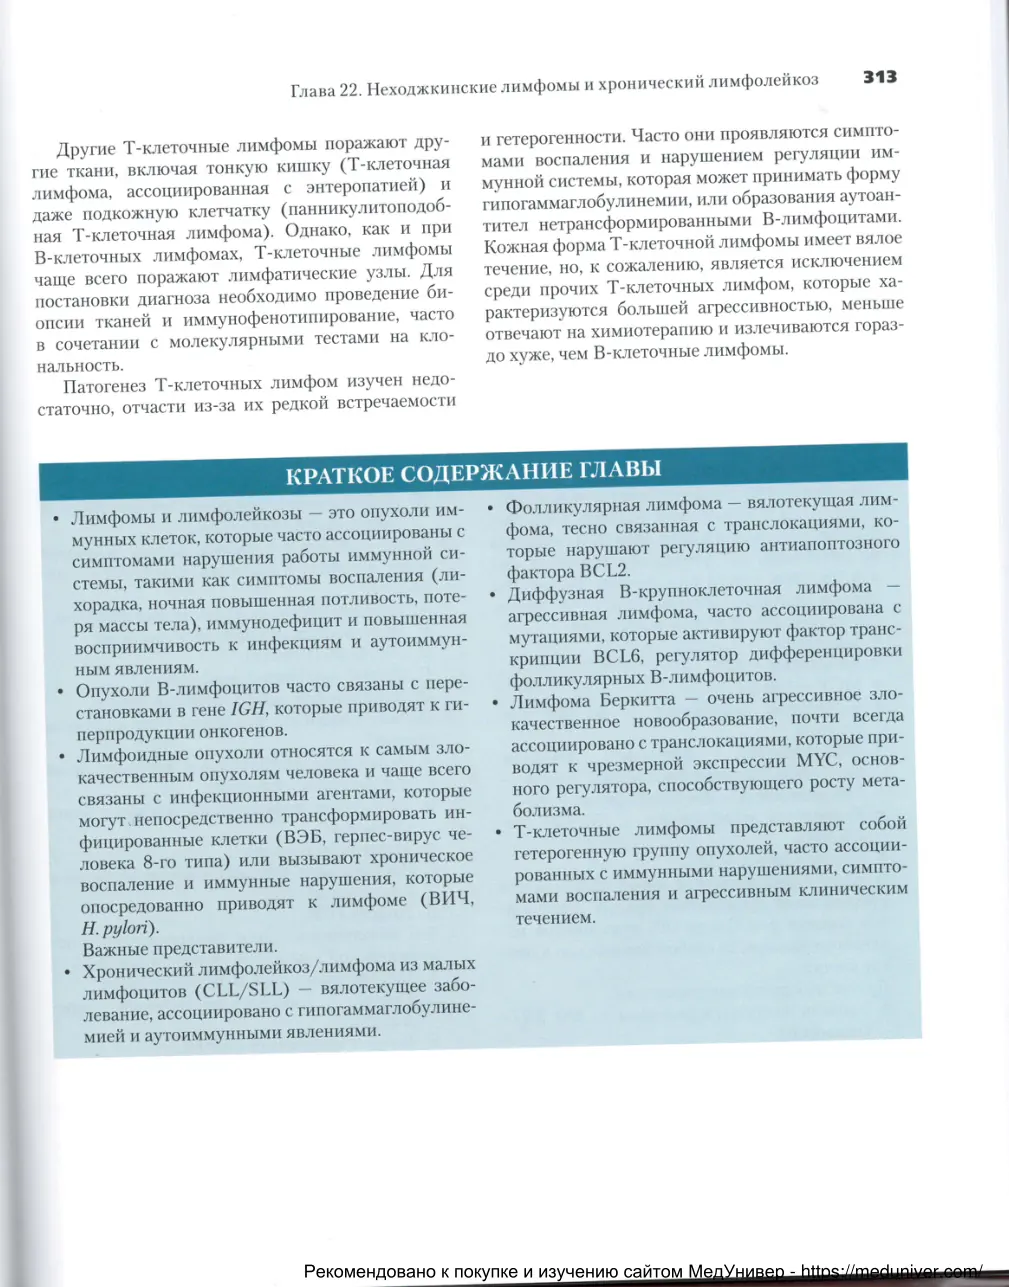 Глава 22. Неходжкинские лимфомы и хронический лимфолейкоз 313
Другие Т-клеточные лимфомы поражают дру-
гие ткани, включая тонкую кишку (Т-клеточная
лимфома, ассоциированная с энтеропатией) и
даже подкожную клетчатку (панникулитоподоб-
ная Т-клеточная лимфома). Однако, как и при
В-клеточных лимфомах, Т-клеточные лимфомы
чаще всего поражают лимфатические узлы. Для
постановки диагноза необходимо проведение би-
опсии тканей и иммунофенотипирование, часто
в сочетании с молекулярными тестами на кло-
нальность.
Патогенез Т-клеточных лимфом изучен недо-
статочно, отчасти из-за их редкой встречаемости
и гетерогенности. Часто они проявляются симпто-
мами воспаления и нарушением регуляции им-
мунной системы, которая может принимать форму
гипогаммаглобулинемии, или образования аутоан-
тител нетрансформированными В-лимфоцитами.
Кожная форма Т-клеточной лимфомы имеет вялое
течение, но, к сожалению, является исключением
среди прочих Т-клеточных лимфом, которые ха-
рактеризуются большей агрессивностью, меньше
отвечают на химиотерапию и излечиваются гораз-
до хуже, чем В-клеточные лимфомы.
КРАТКОЕ СОДЕРЖАНИЕ ГЛАВЫ
• Лимфомы и лимфолейкозы — это опухоли им-
мунных клеток, которые часто ассоциированы с
симптомами нарушения работы иммунной си-
стемы, такими как симптомы воспаления (ли-
хорадка, ночная повышенная потливость, поте-
ря массы тела), иммунодефицит и повышенная
восприимчивость к инфекциям и аутоиммун-
ным явлениям.
• Опухоли В-лимфоцитов часто связаны с пере-
становками в гене IGH, которые приводят к ги-
перпродукции онкогенов.
• Лимфоидные опухоли относятся к самым зло-
качественным опухолям человека и чаще всего
связаны с инфекционными агентами, которые
могут непосредственно трансформировать ин-
фицированные клетки (ВЭБ, герпес-вирус че-
ловека 8-го типа) или вызывают хроническое
воспаление и иммунные нарушения, которые
опосредованно приводят к лимфоме (ВИЧ,
H. pylori).
Важные представители.
• Хронический лимфолейкоз/лимфома из малых
лимфоцитов (CLL/SLL) — вялотекущее забо-
левание, ассоциировано с гипогаммаглобулине-
мией и аутоиммунными явлениями.
• Фолликулярная лимфома — вялотекущая лим-
фома, тесно связанная с транслокациями, ко-
торые нарушают регуляцию антиапоптозного
фактора BCL2.
• Диффузная В-крупноклеточная лимфома —
агрессивная лимфома, часто ассоциирована с
мутациями, которые активируют фактор транс-
крипции BCL6, регулятор дифференцировки
фолликулярных В-лимфоцитов.
• Лимфома Беркитта — очень агрессивное зло-
качественное новообразование, почти всегда
ассоциировано с транслокациями, которые при-
водят к чрезмерной экспрессии MYC, основ-
ного регулятора, способствующего росту мета-
болизма.
• Т-клеточные лимфомы представляют собой
гетерогенную группу опухолей, часто ассоции-
рованных с иммунными нарушениями, симпто-
мами воспаления и агрессивным клиническим
течением.
Рекомендовано к покупке и изучению сайтом МедУнивер - https://meduniver.com/